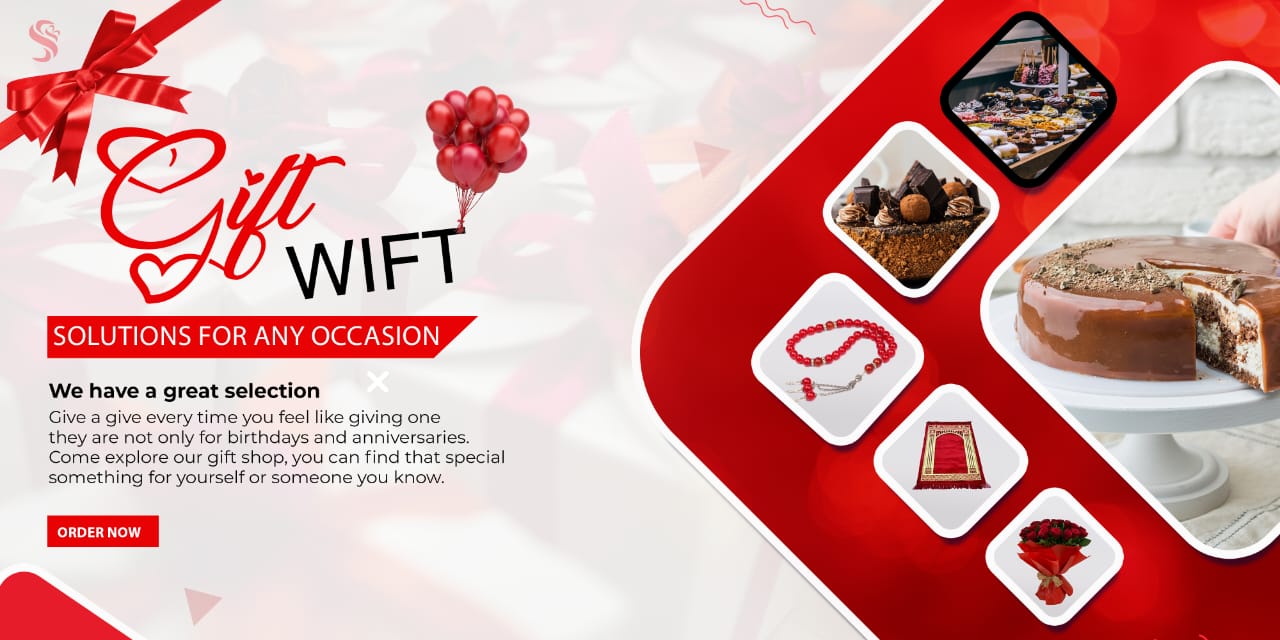 Gift
WIFT
SOLUTIONS FOR ANY OCCASION
We have a great selection
Give a give every time you feel like giving one
they are not only for birthdays and anniversaries.
Come explore our gift shop, you can find that special
something for yourself or someone you know.
ORDER NOW